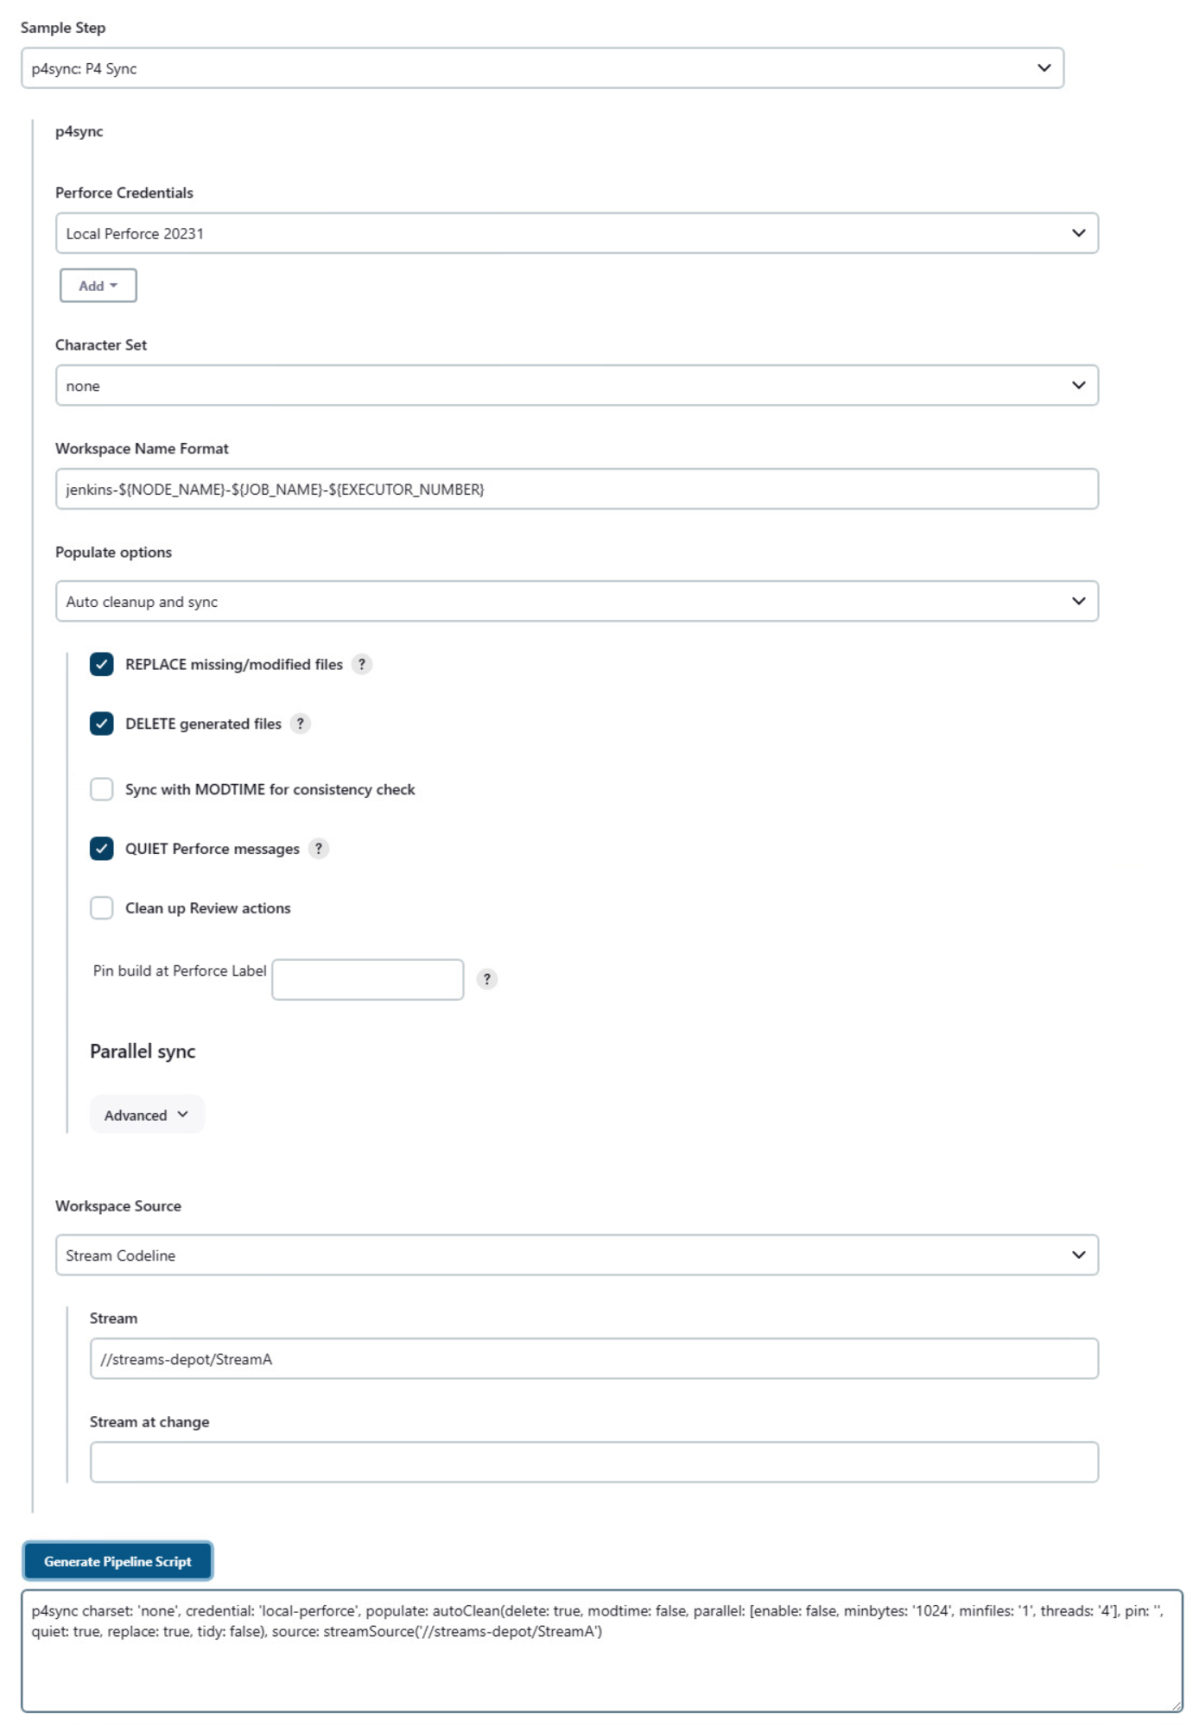 Sample Step
p4sync: P4 Sync
p4sync
Perforce Credentials
Local Perforce 20231
Add
Character Set
none
Workspace Name Format
jenkins-${NODE_NAME}-${JOB_NAME}-${EXECUTOR_NUMBER}
Populate options
Auto cleanup and sync
REPLACE missing/modified files ?
DELETE generated files ?
Sync with MODTIME for consistency check
QUIET Perforce messages ?
Clean up Review actions
Pin build at Perforce Label ?
Parallel sync
Advanced
Workspace Source
Stream Codeline
Stream
//streams-depot/StreamA
Stream at change
Generate Pipeline Script
p4sync charset: 'none', credential: 'local-perforce', populate: autoClean(delete: true, modtime: false, parallel: [enable: false, minbytes: '1024', minfiles: '1', threads: '4'], pin: '',
quiet: true, replace: true, tidy: false), source: streamSource('//streams-depot/StreamA')